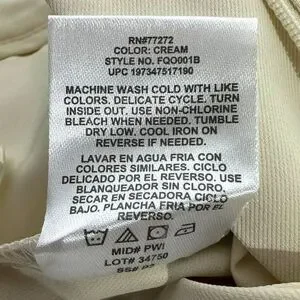 RN#77272
COLOR: CREAM
STYLE NO. FQO001B
UPC 197347517190
MACHINE WASH COLD WITH LIKE
COLORS. DELICATE CYCLE. TURN
INSIDE OUT. USE NON-CHLORINE
BLEACH WHEN NEEDED. TUMBLE
DRY LOW. COOL IRON ON
REVERSE IF NEEDED.
LAVAR EN AGUA FRIA CON
COLORES SIMILARES. CICLO
DELICADO POR EL REVERSO. USE
BLANQUEADOR SIN CLORO.
SECAR EN SECADORA CICLO
BAJO. PLANCHA FRIA POR EL
REVERSO.
MID# PWI
LOT# 34750